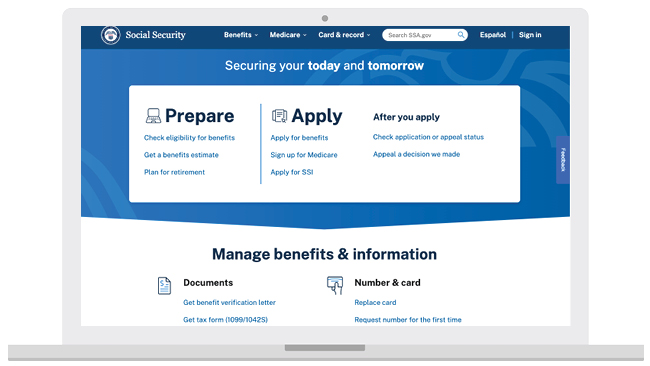 Social Security
Benefits
Medicare
Card & record
Search SSA.gov
Español
Sign in
Securing your today and tomorrow
Prepare
Check eligibility for benefits
Get a benefits estimate
Plan for retirement
Apply
Apply for benefits
Sign up for Medicare
Apply for SSI
After you apply
Check application or appeal status
Appeal a decision we made
Feedback
Manage benefits & information
Documents
Get benefit verification letter
Get tax form (1099/1042S)
Number & card
Replace card
Request number for the first time